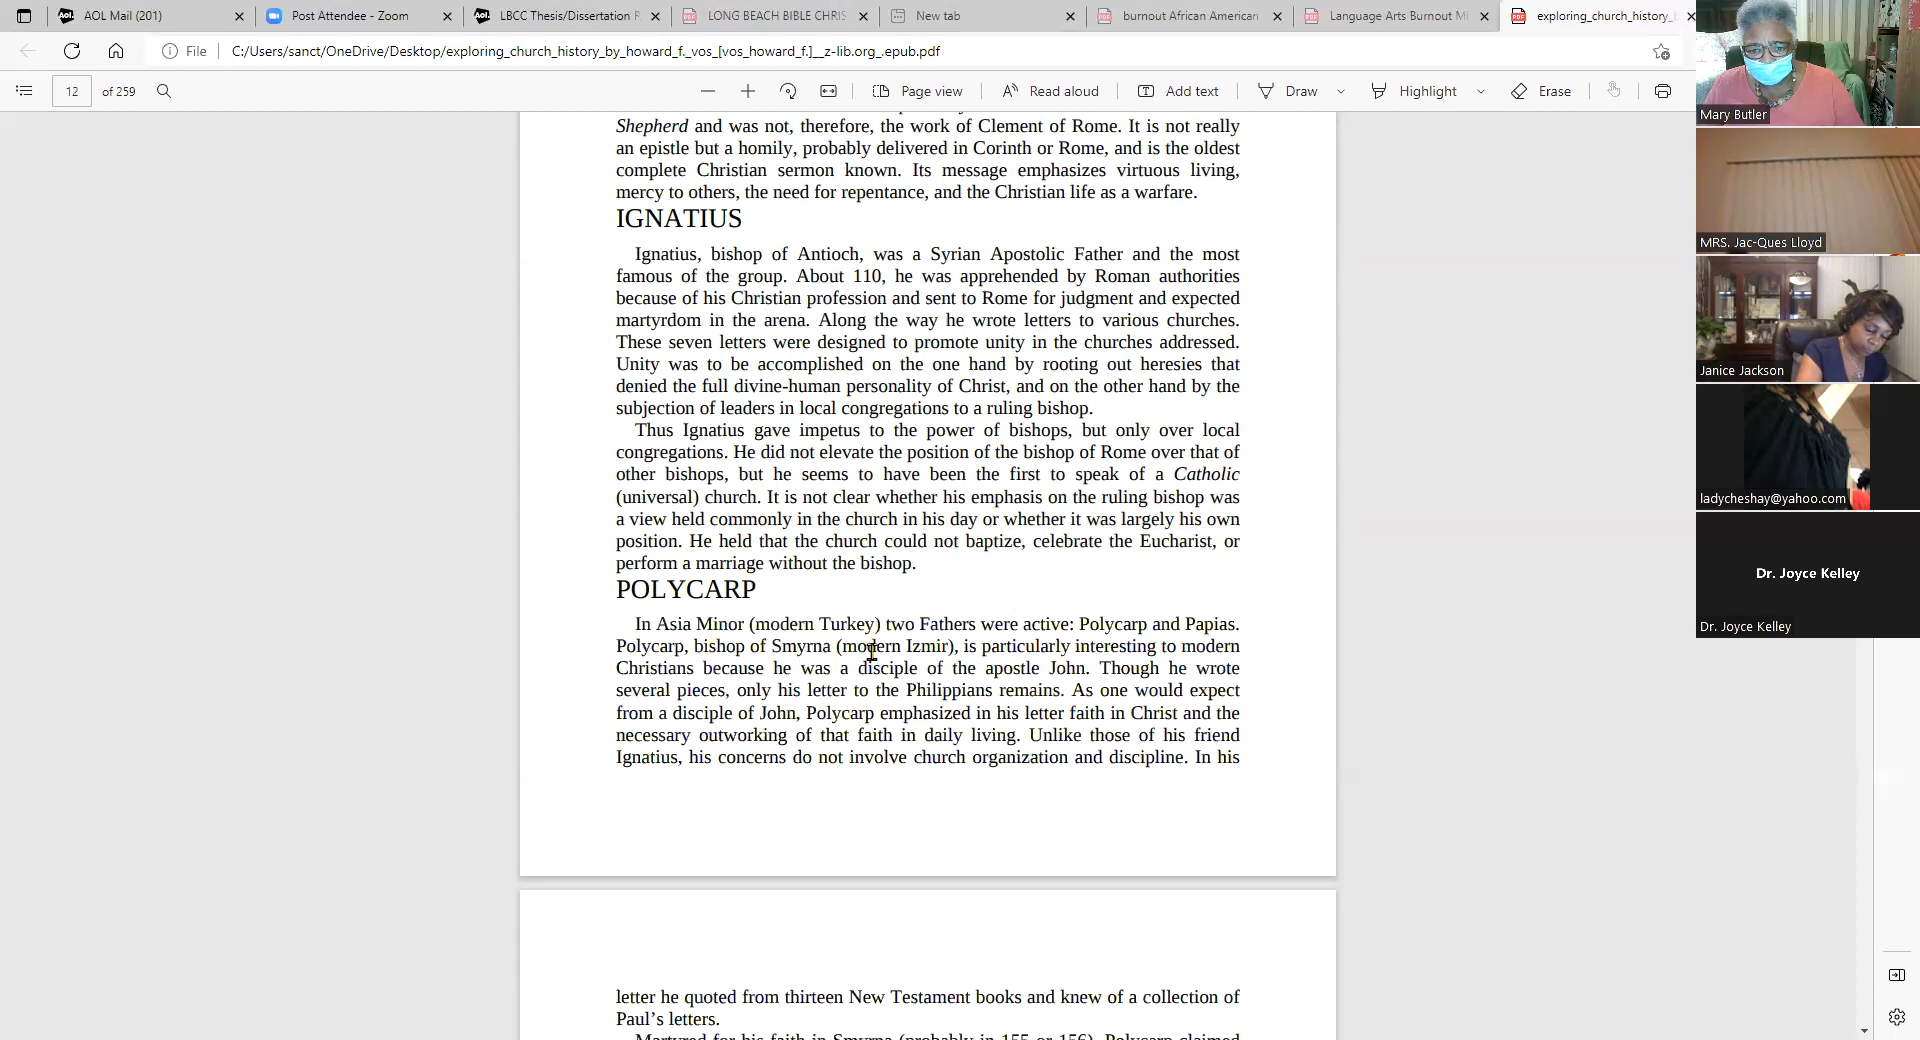 AOL Mail (201)
Post Attendee - Zoom
Aol.
LBCC Thesis/Dissertation R
LONG BEACH BIBLE CHRIS
New tab
burnout African American
Language Arts Burnout MI
exploring_church_history_
File
C:/Users/sanct/OneDrive/Desktop/exploring_church_history_by_howard_f._vos_[vos_howard_f.]__z-lib.org_.epub.pdf
12 of 259
Page view
Read aloud
Add text
Draw
Highlight
Erase
Shepherd and was not, therefore, the work of Clement of Rome. It is not really
an epistle but a homily, probably delivered in Corinth or Rome, and is the oldest
complete Christian sermon known. Its message emphasizes virtuous living,
mercy to others, the need for repentance, and the Christian life as a warfare.
IGNATIUS
Ignatius, bishop of Antioch, was a Syrian Apostolic Father and the most
famous of the group. About 110, he was apprehended by Roman authorities
because of his Christian profession and sent to Rome for judgment and expected
martyrdom in the arena. Along the way he wrote letters to various churches.
These seven letters were designed to promote unity in the churches addressed.
Unity was to be accomplished on the one hand by rooting out heresies that
denied the full divine-human personality of Christ, and on the other hand by the
subjection of leaders in local congregations to a ruling bishop.
Thus Ignatius gave impetus to the power of bishops, but only over local
congregations. He did not elevate the position of the bishop of Rome over that of
other bishops, but he seems to have been the first to speak of a Catholic
(universal) church. It is not clear whether his emphasis on the ruling bishop was
a view held commonly in the church in his day or whether it was largely his own
position. He held that the church could not baptize, celebrate the Eucharist, or
perform a marriage without the bishop.
POLYCARP
In Asia Minor (modern Turkey) two Fathers were active: Polycarp and Papias.
Polycarp, bishop of Smyrna (modern Izmir), is particularly interesting to modern
Christians because he was a disciple of the apostle John. Though he wrote
several pieces, only his letter to the Philippians remains. As one would expect
from a disciple of John, Polycarp emphasized in his letter faith in Christ and the
necessary outworking of that faith in daily living. Unlike those of his friend
Ignatius, his concerns do not involve church organization and discipline. In his
letter he quoted from thirteen New Testament books and knew of a collection of
Paul's letters.
Martyred for his faith in Smyrna (probably in 155 or 156), Polycarp claimed
Mary Butler
MRS. Jac-Ques Lloyd
Janice Jackson
ladycheshay@yahoo.com
Dr. Joyce Kelley
Dr. Joyce Kelley